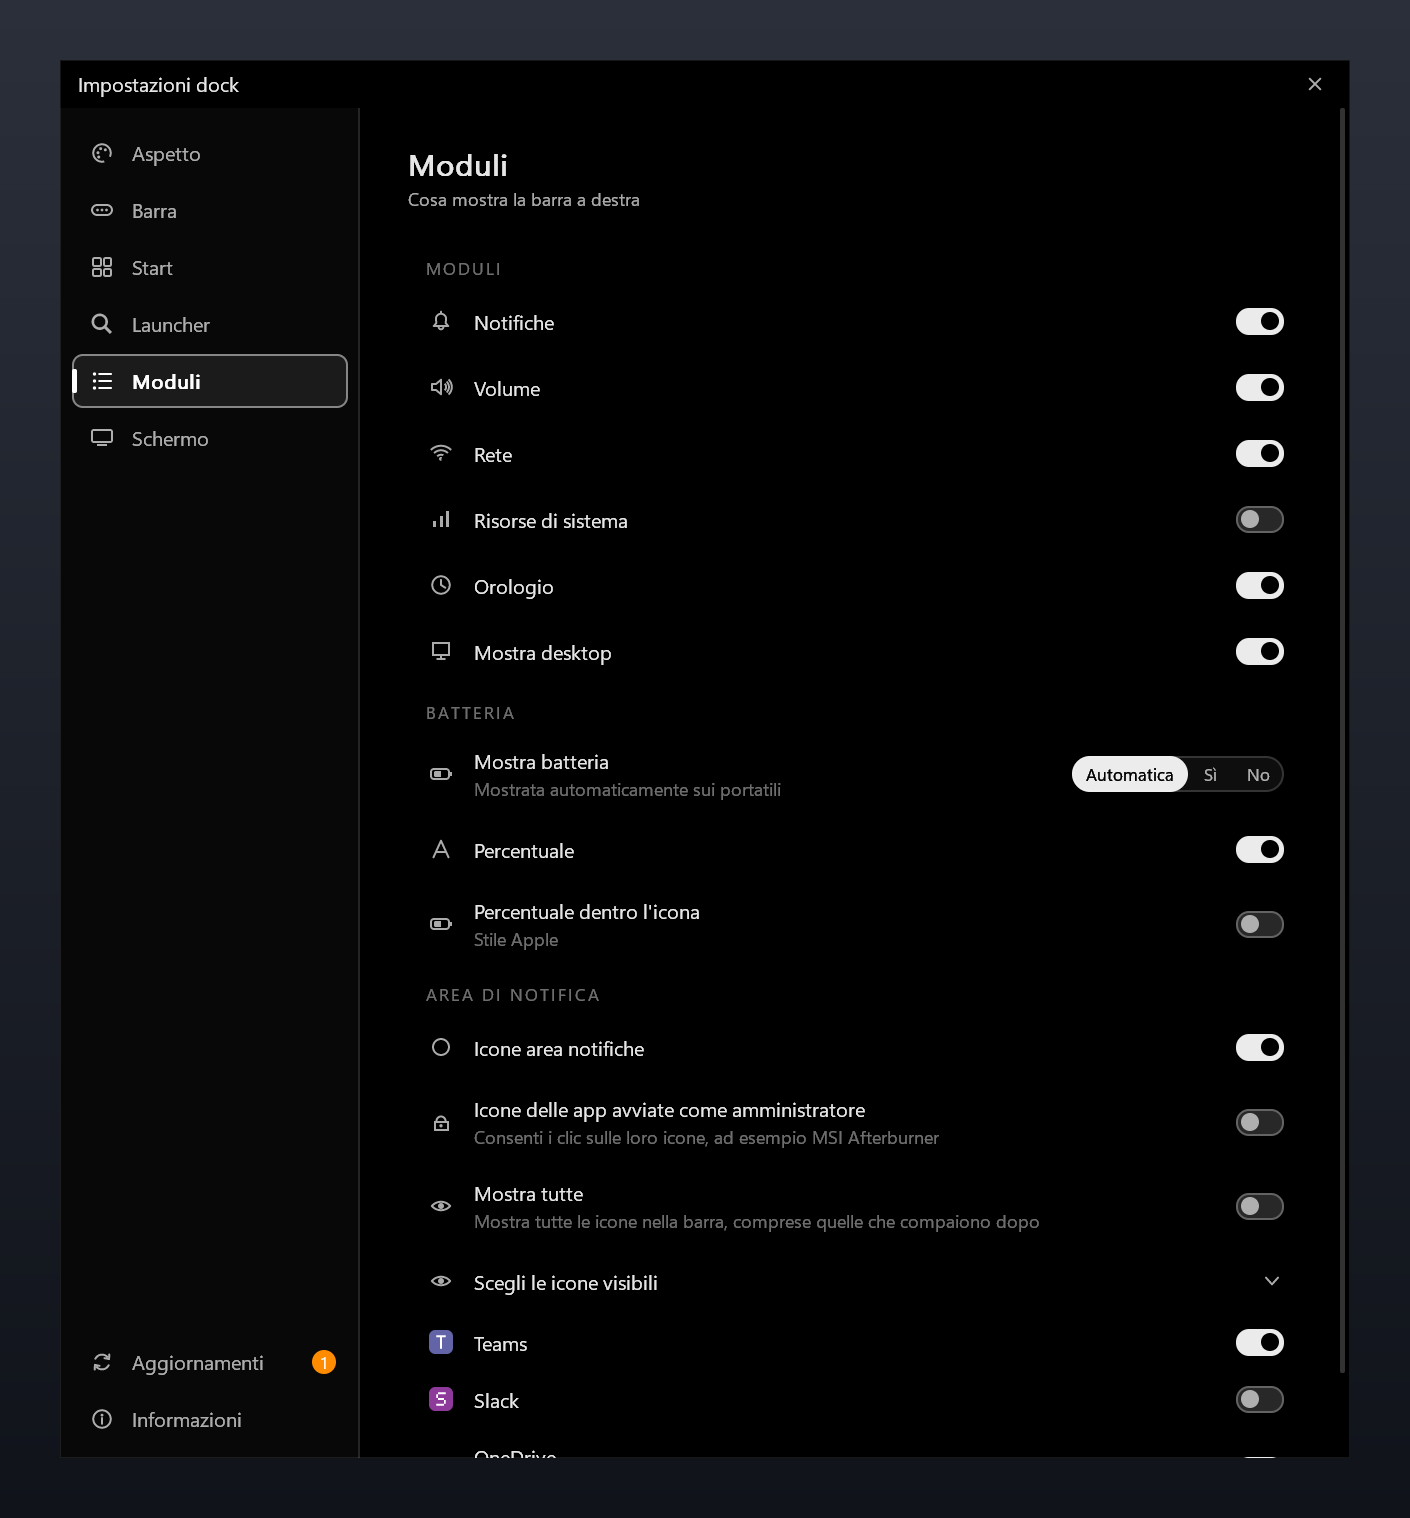 Impostazioni dock
Aspetto
Barra
Start
Launcher
Moduli
Schermo
Aggiornamenti
1
Informazioni
Moduli
Cosa mostra la barra a destra
MODULI
Notifiche
Volume
Rete
Risorse di sistema
Orologio
Mostra desktop
BATTERIA
Mostra batteria
Mostrata automaticamente sui portatili
Automatica Sì No
Percentuale
Percentuale dentro l'icona
Stile Apple
AREA DI NOTIFICA
Icone area notifiche
Icone delle app avviate come amministratore
Consenti i clic sulle loro icone, ad esempio MSI Afterburner
Mostra tutte
Mostra tutte le icone nella barra, comprese quelle che compaiono dopo
Scegli le icone visibili
T Teams
S Slack
OneDrive